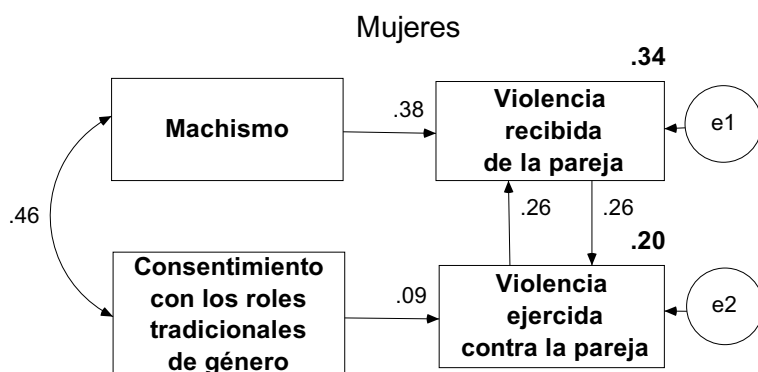 Mujeres
.34
Machismo
.38
Violencia
recibida
de la pareja
e1
.46
.26
.26
.20
Consentimiento
con los roles
tradicionales
de género
.09
Violencia
ejercida
contra la pareja
e2